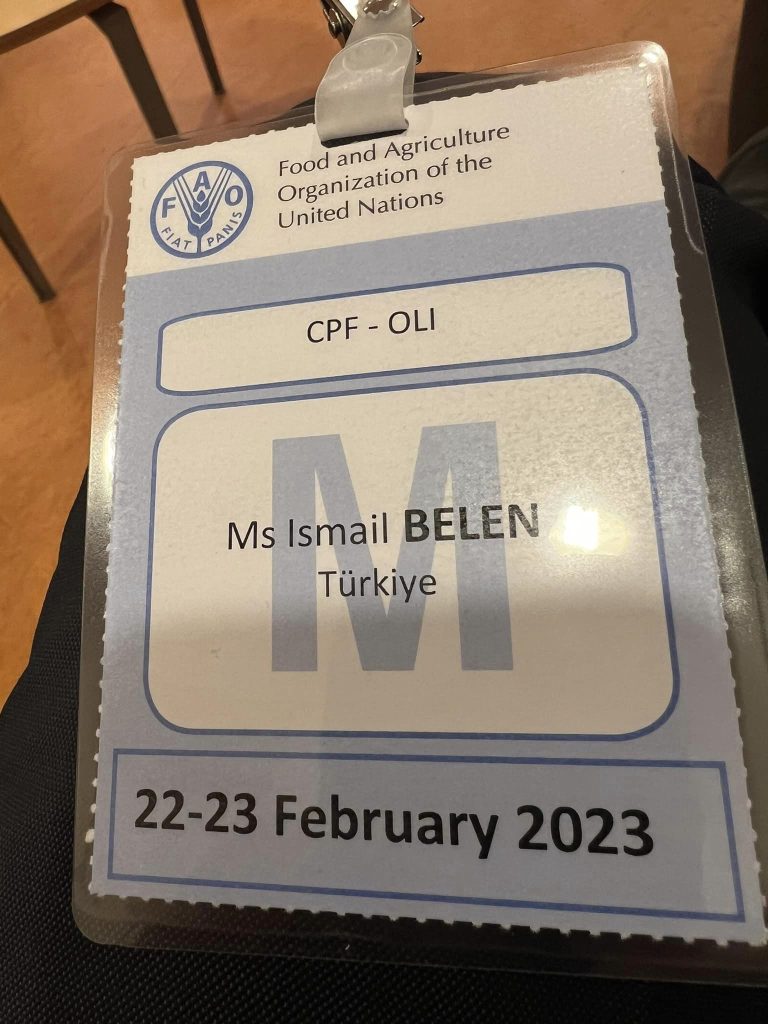 Food and Agriculture
Organization of the
United Nations
F A O
FIAT PANIS
CPF - OLI
M
Ms Ismail BELEN
Türkiye
22-23 February 2023